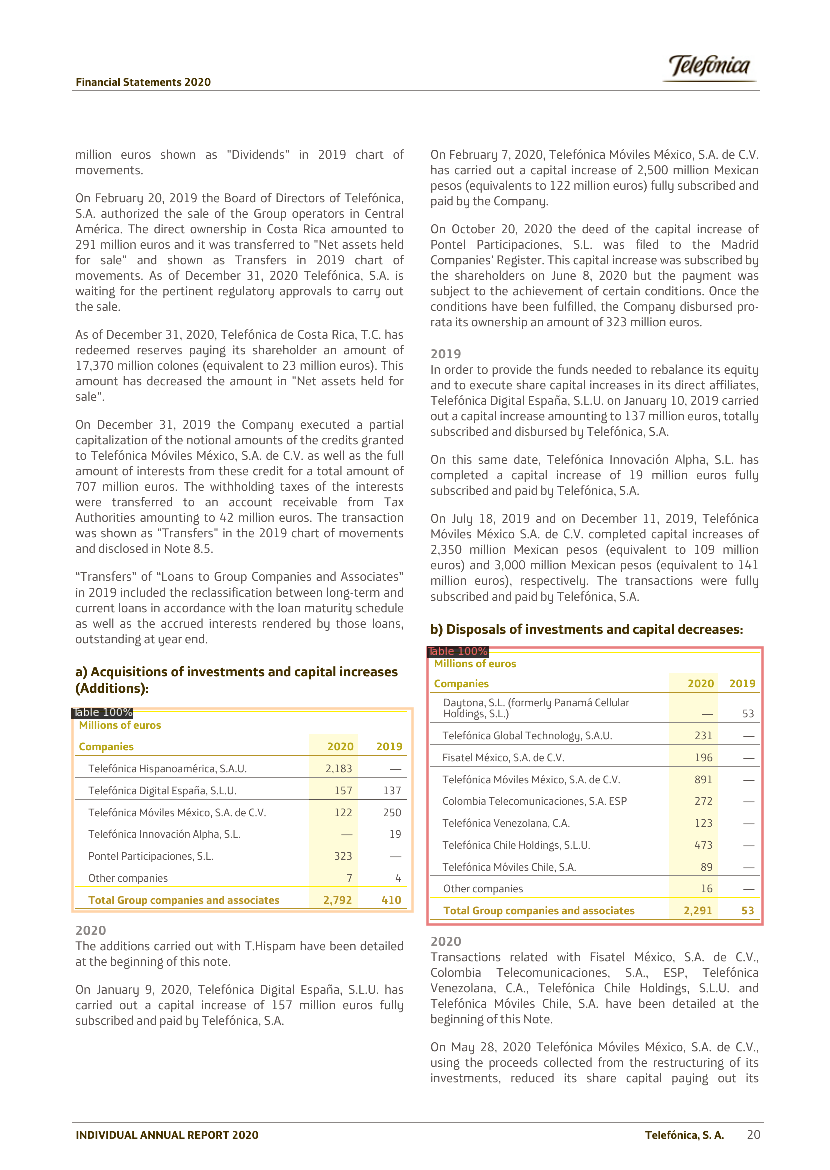 Telefónica
Financial Statements 2020
million euros shown as "Dividends" in 2019 chart of
movements.
On February 20, 2019 the Board of Directors of Telefónica,
S.A. authorized the sale of the Group operators in Central
América. The direct ownership in Costa Rica amounted to
291 million euros and it was transferred to "Net assets held
for sale" and shown as Transfers in 2019 chart of
movements. As of December 31, 2020 Telefónica, S.A. is
waiting for the pertinent regulatory approvals to carry out
the sale.
As of December 31, 2020, Telefónica de Costa Rica, T.C. has
redeemed reserves paying its shareholder an amount of
17,370 million colones (equivalent to 23 million euros). This
amount has decreased the amount in "Net assets held for
sale".
On December 31, 2019 the Company executed a partial
capitalization of the notional amounts of the credits granted
to Telefónica Móviles México, S.A. de C.V. as well as the full
amount of interests from these credit for a total amount of
707 million euros. The withholding taxes of the interests
were transferred to an account receivable from Tax
Authorities amounting to 42 million euros. The transaction
was shown as "Transfers" in the 2019 chart of movements
and disclosed in Note 8.5.
“Transfers” of “Loans to Group Companies and Associates”
in 2019 included the reclassification between long-term and
current loans in accordance with the loan maturity schedule
as well as the accrued interests rendered by those loans,
outstanding at year end.
a) Acquisitions of investments and capital increases
(Additions):
Table 100%
Millions of euros
Companies 2020 2019
Telefónica Hispanoamérica, S.A.U. 2,183 —
Telefónica Digital España, S.L.U. 157 137
Telefónica Móviles México, S.A. de C.V. 122 250
Telefónica Innovación Alpha, S.L. — 19
Pontel Participaciones, S.L. 323 —
Other companies 7 4
Total Group companies and associates 2,792 410
2020
The additions carried out with T.Hispam have been detailed
at the beginning of this note.
On January 9, 2020, Telefónica Digital España, S.L.U. has
carried out a capital increase of 157 million euros fully
subscribed and paid by Telefónica, S.A.
On February 7, 2020, Telefónica Móviles México, S.A. de C.V.
has carried out a capital increase of 2,500 million Mexican
pesos (equivalents to 122 million euros) fully subscribed and
paid by the Company.
On October 20, 2020 the deed of the capital increase of
Pontel Participaciones, S.L. was filed to the Madrid
Companies' Register. This capital increase was subscribed by
the shareholders on June 8, 2020 but the payment was
subject to the achievement of certain conditions. Once the
conditions have been fulfilled, the Company disbursed pro-
rata its ownership an amount of 323 million euros.
2019
In order to provide the funds needed to rebalance its equity
and to execute share capital increases in its direct affiliates,
Telefónica Digital España, S.L.U. on January 10, 2019 carried
out a capital increase amounting to 137 million euros, totally
subscribed and disbursed by Telefónica, S.A.
On this same date, Telefónica Innovación Alpha, S.L. has
completed a capital increase of 19 million euros fully
subscribed and paid by Telefónica, S.A.
On July 18, 2019 and on December 11, 2019, Telefónica
Móviles México S.A. de C.V. completed capital increases of
2,350 million Mexican pesos (equivalent to 109 million
euros) and 3,000 million Mexican pesos (equivalent to 141
million euros), respectively. The transactions were fully
subscribed and paid by Telefónica, S.A.
b) Disposals of investments and capital decreases:
Table 100%
Millions of euros
Companies 2020 2019
Daytona, S.L. (formerly Panamá Cellular
Holdings, S.L.) — 53
Telefónica Global Technology, S.A.U. 231 —
Fisatel México, S.A. de C.V. 196 —
Telefónica Móviles México, S.A. de C.V. 891 —
Colombia Telecomunicaciones, S.A. ESP 272 —
Telefónica Venezolana, C.A. 123 —
Telefónica Chile Holdings, S.L.U. 473 —
Telefónica Móviles Chile, S.A. 89 —
Other companies 16 —
Total Group companies and associates 2,291 53
2020
Transactions related with Fisatel México, S.A. de C.V.,
Colombia Telecomunicaciones, S.A., ESP, Telefónica
Venezolana, C.A., Telefónica Chile Holdings, S.L.U. and
Telefónica Móviles Chile, S.A. have been detailed at the
beginning of this Note.
On May 28, 2020 Telefónica Móviles México, S.A. de C.V.,
using the proceeds collected from the restructuring of its
investments, reduced its share capital paying out its
INDIVIDUAL ANNUAL REPORT 2020
Telefónica, S. A. 20